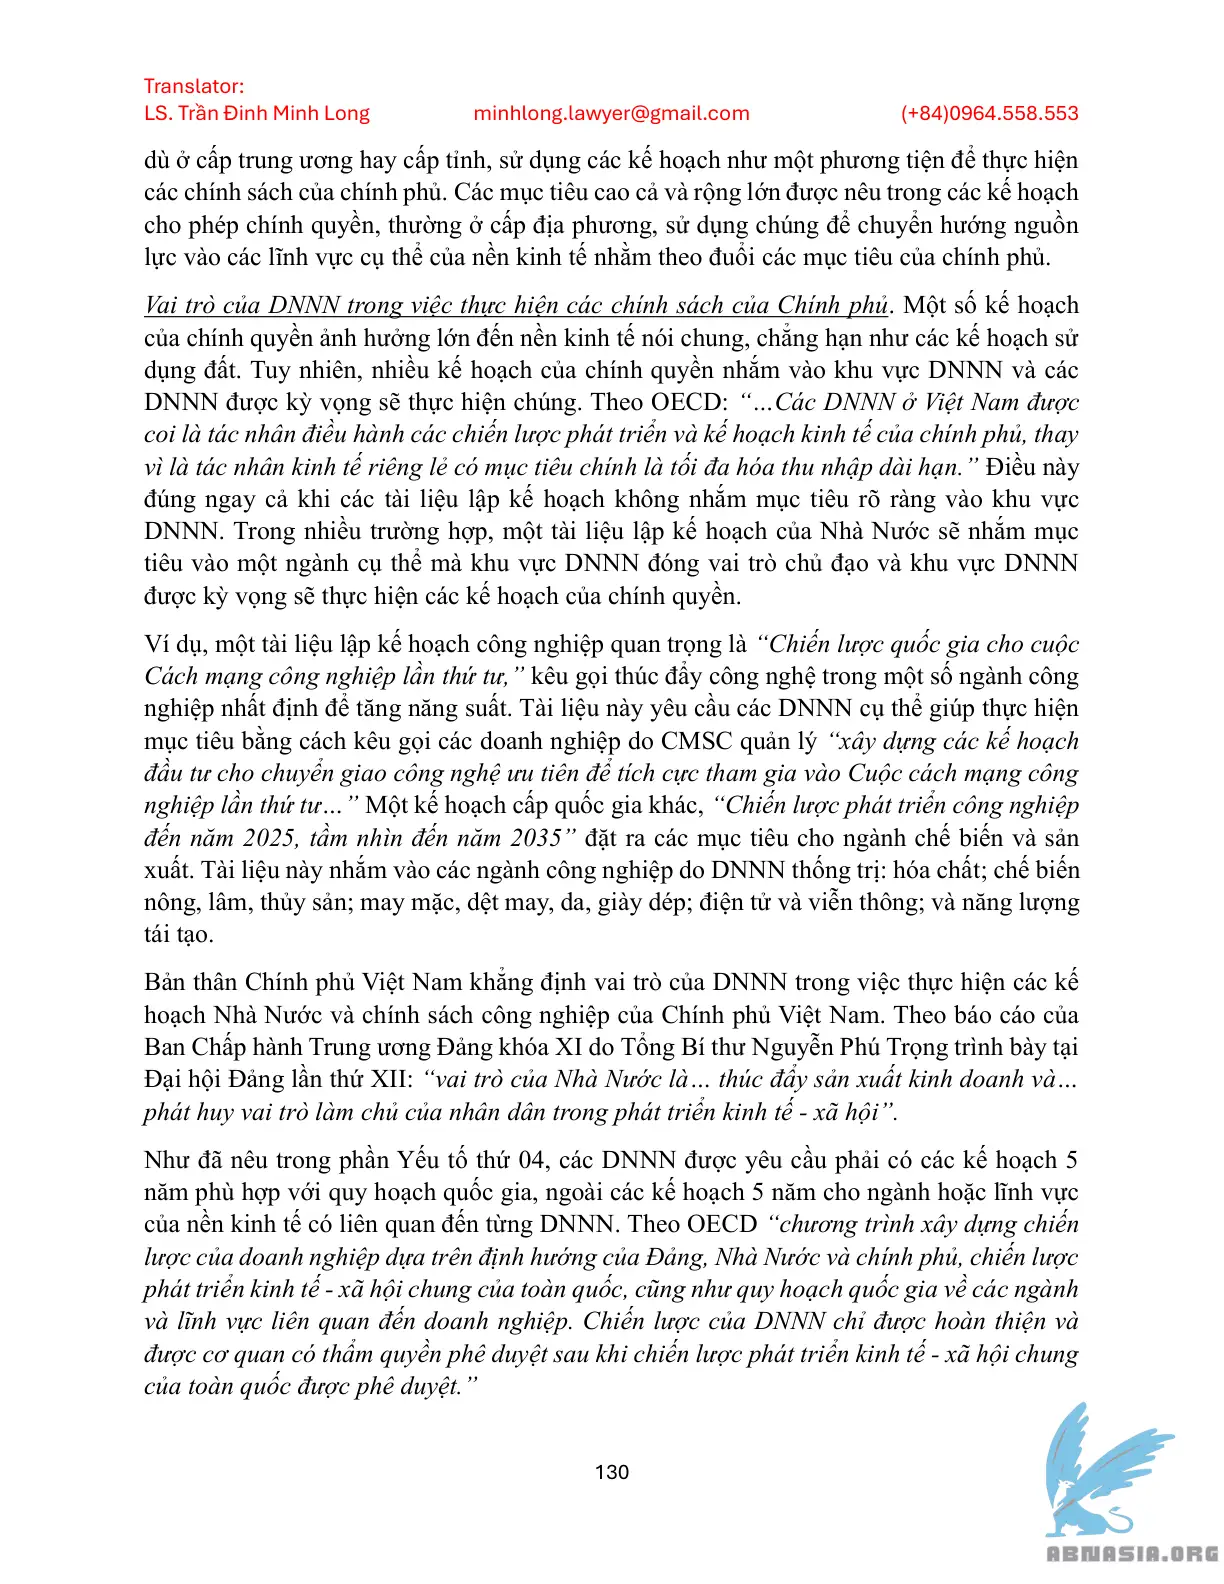 Translator:
LS. Trần Đinh Minh Long minhlong.lawyer@gmail.com (+84)0964.558.553
dù ở cấp trung ương hay cấp tỉnh, sử dụng các kế hoạch như một phương tiện để thực hiện
các chính sách của chính phủ. Các mục tiêu cao cả và rộng lớn được nêu trong các kế hoạch
cho phép chính quyền, thường ở cấp địa phương, sử dụng chúng để chuyển hướng nguồn
lực vào các lĩnh vực cụ thể của nền kinh tế nhằm theo đuổi các mục tiêu của chính phủ.
Vai trò của DNNN trong việc thực hiện các chính sách của Chính phủ. Một số kế hoạch
của chính quyền ảnh hưởng lớn đến nền kinh tế nói chung, chẳng hạn như các kế hoạch sử
dụng đất. Tuy nhiên, nhiều kế hoạch của chính quyền nhắm vào khu vực DNNN và các
DNNN được kỳ vọng sẽ thực hiện chúng. Theo OECD: “…Các DNNN ở Việt Nam được
coi là tác nhân điều hành các chiến lược phát triển và kế hoạch kinh tế của chính phủ, thay
vì là tác nhân kinh tế riêng lẻ có mục tiêu chính là tối đa hóa thu nhập dài hạn.” Điều này
đúng ngay cả khi các tài liệu lập kế hoạch không nhắm mục tiêu rõ ràng vào khu vực
DNNN. Trong nhiều trường hợp, một tài liệu lập kế hoạch của Nhà Nước sẽ nhắm mục
tiêu vào một ngành cụ thể mà khu vực DNNN đóng vai trò chủ đạo và khu vực DNNN
được kỳ vọng sẽ thực hiện các kế hoạch của chính quyền.
Ví dụ, một tài liệu lập kế hoạch công nghiệp quan trọng là “Chiến lược quốc gia cho cuộc
Cách mạng công nghiệp lần thứ tư,” kêu gọi thúc đẩy công nghệ trong một số ngành công
nghiệp nhất định để tăng năng suất. Tài liệu này yêu cầu các DNNN cụ thể giúp thực hiện
mục tiêu bằng cách kêu gọi các doanh nghiệp do CMSC quản lý “xây dựng các kế hoạch
đầu tư cho chuyển giao công nghệ ưu tiên để tích cực tham gia vào Cuộc cách mạng công
nghiệp lần thứ tư…” Một kế hoạch cấp quốc gia khác, “Chiến lược phát triển công nghiệp
đến năm 2025, tầm nhìn đến năm 2035” đặt ra các mục tiêu cho ngành chế biến và sản
xuất. Tài liệu này nhắm vào các ngành công nghiệp do DNNN thống trị: hóa chất; chế biến
nông, lâm, thủy sản; may mặc, dệt may, da, giày dép; điện tử và viễn thông; và năng lượng
tái tạo.
Bản thân Chính phủ Việt Nam khẳng định vai trò của DNNN trong việc thực hiện các kế
hoạch Nhà Nước và chính sách công nghiệp của Chính phủ Việt Nam. Theo báo cáo của
Ban Chấp hành Trung ương Đảng khóa XI do Tổng Bí thư Nguyễn Phú Trọng trình bày tại
Đại hội Đảng lần thứ XII: “vai trò của Nhà Nước là… thúc đẩy sản xuất kinh doanh và…
phát huy vai trò làm chủ của nhân dân trong phát triển kinh tế - xã hội”.
Như đã nêu trong phần Yếu tố thứ 04, các DNNN được yêu cầu phải có các kế hoạch 5
năm phù hợp với quy hoạch quốc gia, ngoài các kế hoạch 5 năm cho ngành hoặc lĩnh vực
của nền kinh tế có liên quan đến từng DNNN. Theo OECD “chương trình xây dựng chiến
lược của doanh nghiệp dựa trên định hướng của Đảng, Nhà Nước và chính phủ, chiến lược
phát triển kinh tế - xã hội chung của toàn quốc, cũng như quy hoạch quốc gia về các ngành
và lĩnh vực liên quan đến doanh nghiệp. Chiến lược của DNNN chỉ được hoàn thiện và
được cơ quan có thẩm quyền phê duyệt sau khi chiến lược phát triển kinh tế - xã hội chung
của toàn quốc được phê duyệt.”
130
ABNASIA.ORG